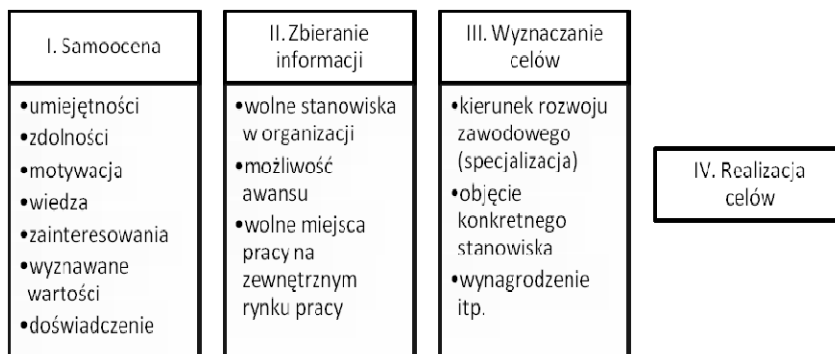 I. Samoocena
•umiejętności
•zdolności
•motywacja
•wiedza
•zainteresowania
•wyznawane
wartości
•doświadczenie
II. Zbieranie
informacji
•wolne stanowiska
w organizacji
•możliwość
awansu
•wolne miejsca
pracy na
zewnętrznym
rynku pracy
III. Wyznaczanie
celów
•kierunek rozwoju
zawodowego
(specjalizacja)
•objęcie
konkretnego
stanowiska
•wynagrodzenie
itp.
IV. Realizacja
celów